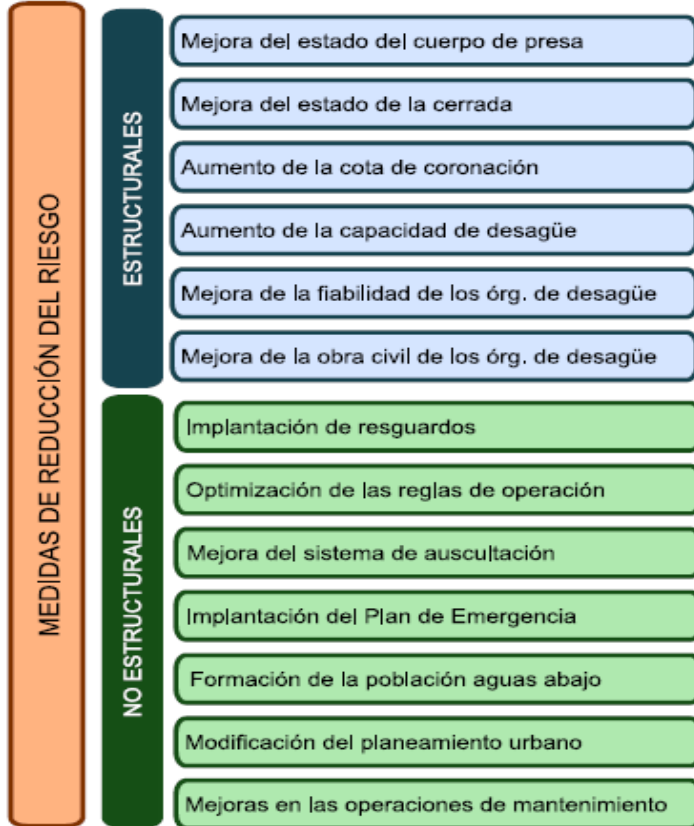 MEDIDAS DE REDUCCIÓN DEL RIESGO
ESTRUCTURALES
Mejora del estado del cuerpo de presa
Mejora del estado de la cerrada
Aumento de la cota de coronación
Aumento de la capacidad de desagüe
Mejora de la fiabilidad de los órg. de desagüe
Mejora de la obra civil de los órg. de desagüe
NO ESTRUCTURALES
Implantación de resguardos
Optimización de las reglas de operación
Mejora del sistema de auscultación
Implantación del Plan de Emergencia
Formación de la población aguas abajo
Modificación del planeamiento urbano
Mejoras en las operaciones de mantenimiento